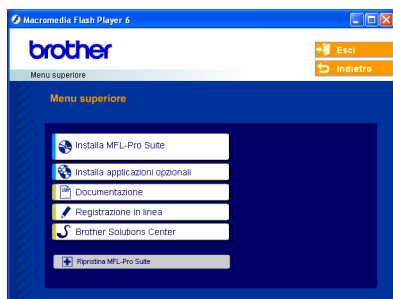 Macromedia Flash Player 6
brother
Esci
Indietro
Menu superiore
Menu superiore
Installa MFL-Pro Suite
Installa applicazioni opzionali
Documentazione
Registrazione in linea
Brother Solutions Center
Ripristina MFL-Pro Suite